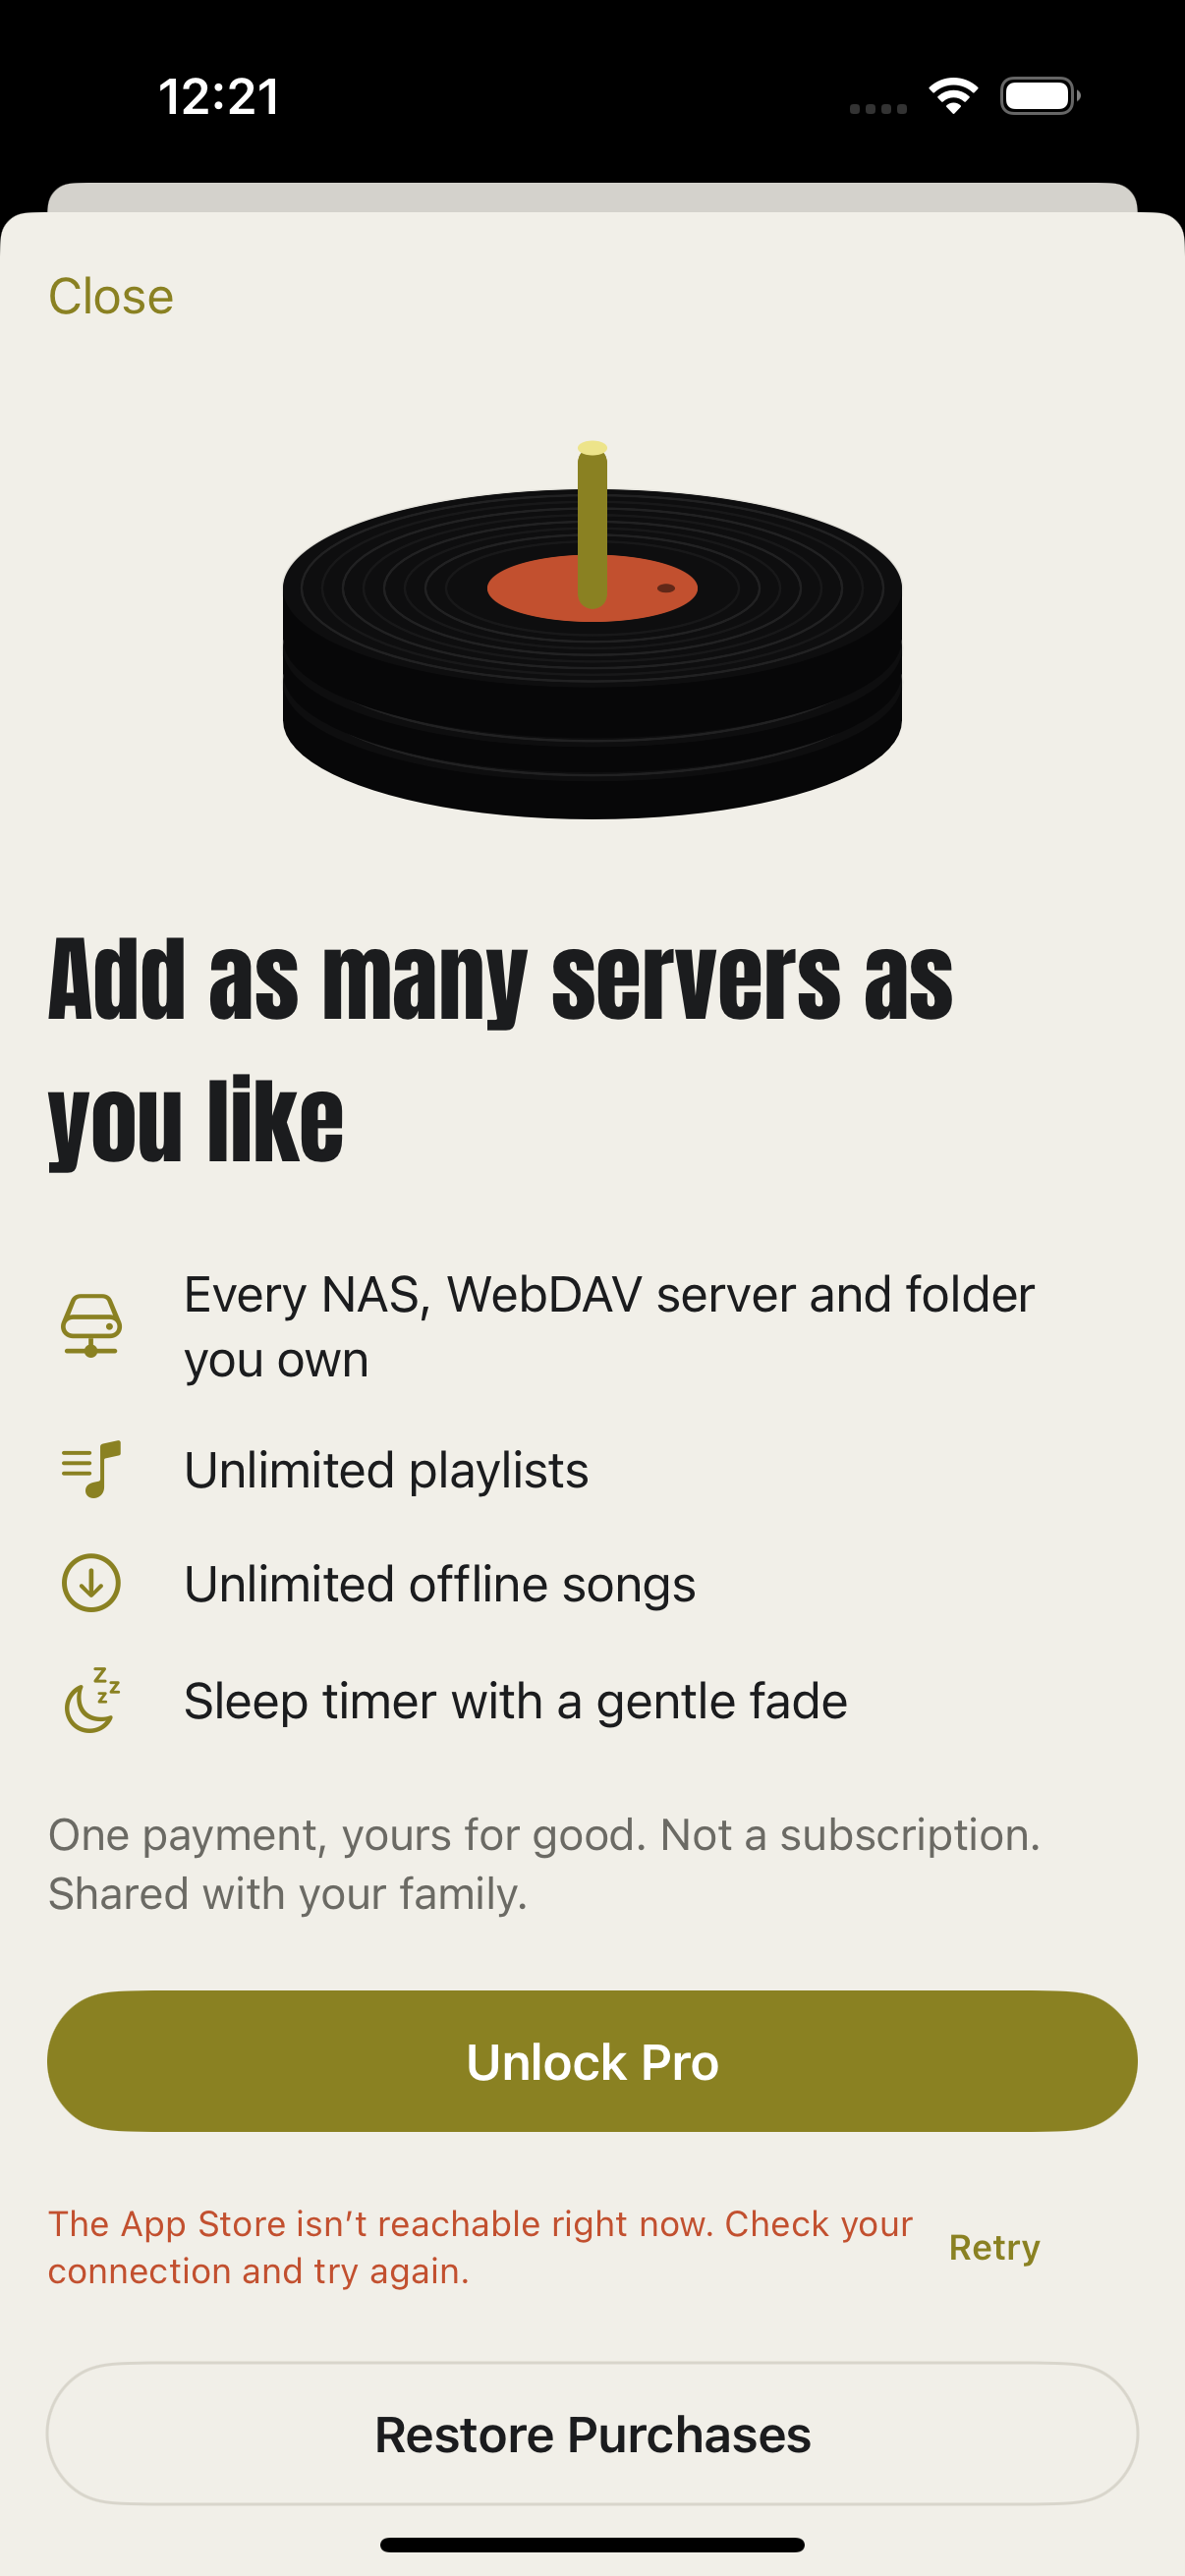 12:21
Close
Add as many servers as
you like
Every NAS, WebDAV server and folder
you own
Unlimited playlists
Unlimited offline songs
Sleep timer with a gentle fade
One payment, yours for good. Not a subscription.
Shared with your family.
Unlock Pro
The App Store isn’t reachable right now. Check your
connection and try again.
Retry
Restore Purchases